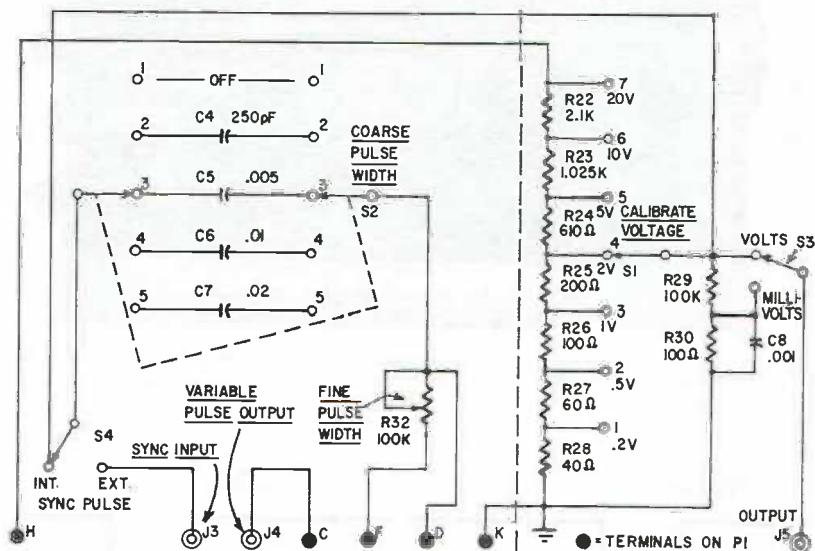 1 OFF 1
2 C4 250pF 2
COARSE
PULSE
WIDTH
3 C5 .005 3
S2
4 C6 .01 4
5 C7 .02 5
VARIABLE
PULSE OUTPUT
FINE
PULSE
WIDTH
R32
100K
S4
SYNC INPUT
INT. EXT.
SYNC PULSE
H J3 J4 C F D K
7
20V
R22
2.1K
6
10V
R23
1.025K
5
5V
R24
610Ω
CALIBRATE
VOLTAGE
4
2V S1
R25
200Ω
3
1V
R26
100Ω
2
.5V
R27
60Ω
1
.2V
R28
40Ω
VOLTS S3
R29
100K
MILLI-
VOLTS
R30
100Ω
C8
.001
OUTPUT
J5
= TERMINALS ON P1